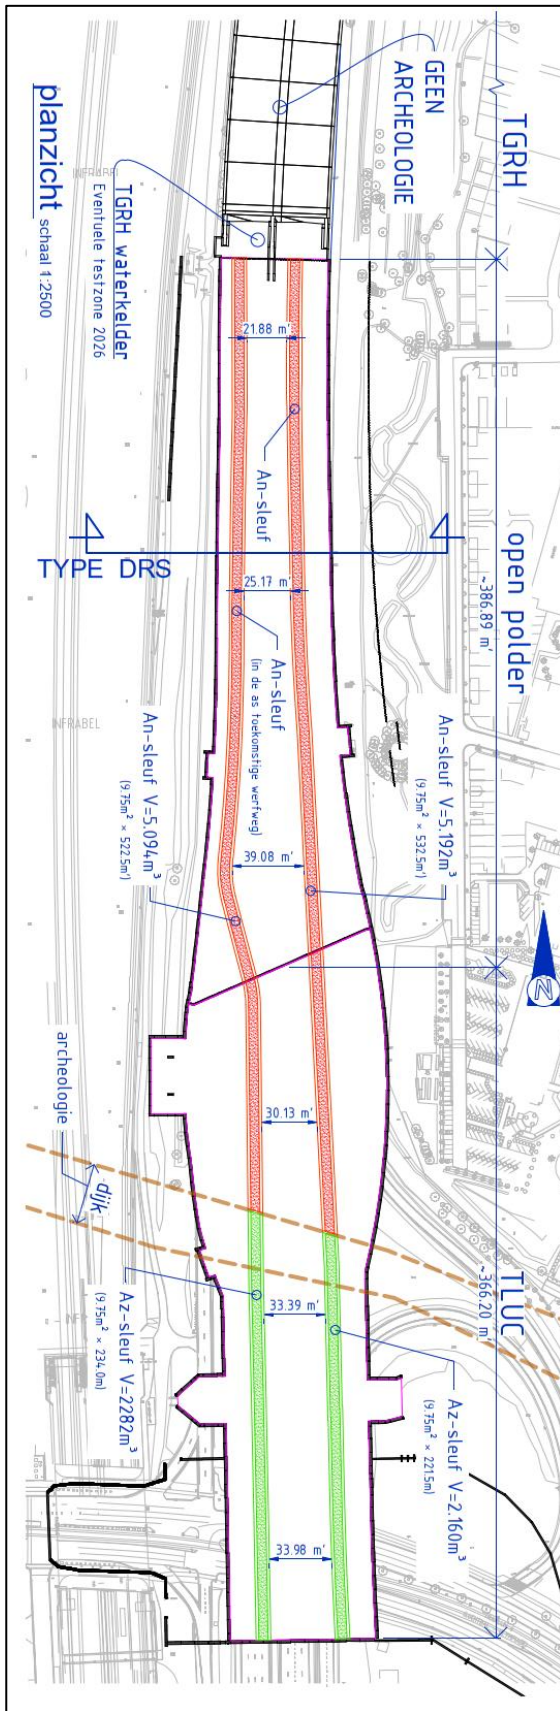 planzicht schaal 1:2500
TGRH
GEEN
ARCHEOLOGIE
TGRH waterkelder
Eventuele testzone 2026
INFRABEL
21.88 m'
An-sleuf
TYPE DRS
open polder
~386.89 m'
25.17 m'
An-sleuf
(in de as toekomstige werfweg)
INFRABEL
An-sleuf V=5.192m³
(9.75m² × 532.5m')
An-sleuf V=5.094m³
(9.75m² × 522.5m')
39.08 m'
N
archeologie
dijk
30.13 m'
TLUC
~366.20 m'
33.39 m'
Az-sleuf V=2.160m³
(9.75m² × 221.5m)
Az-sleuf V=2282m³
(9.75m² × 234.0m)
33.98 m'